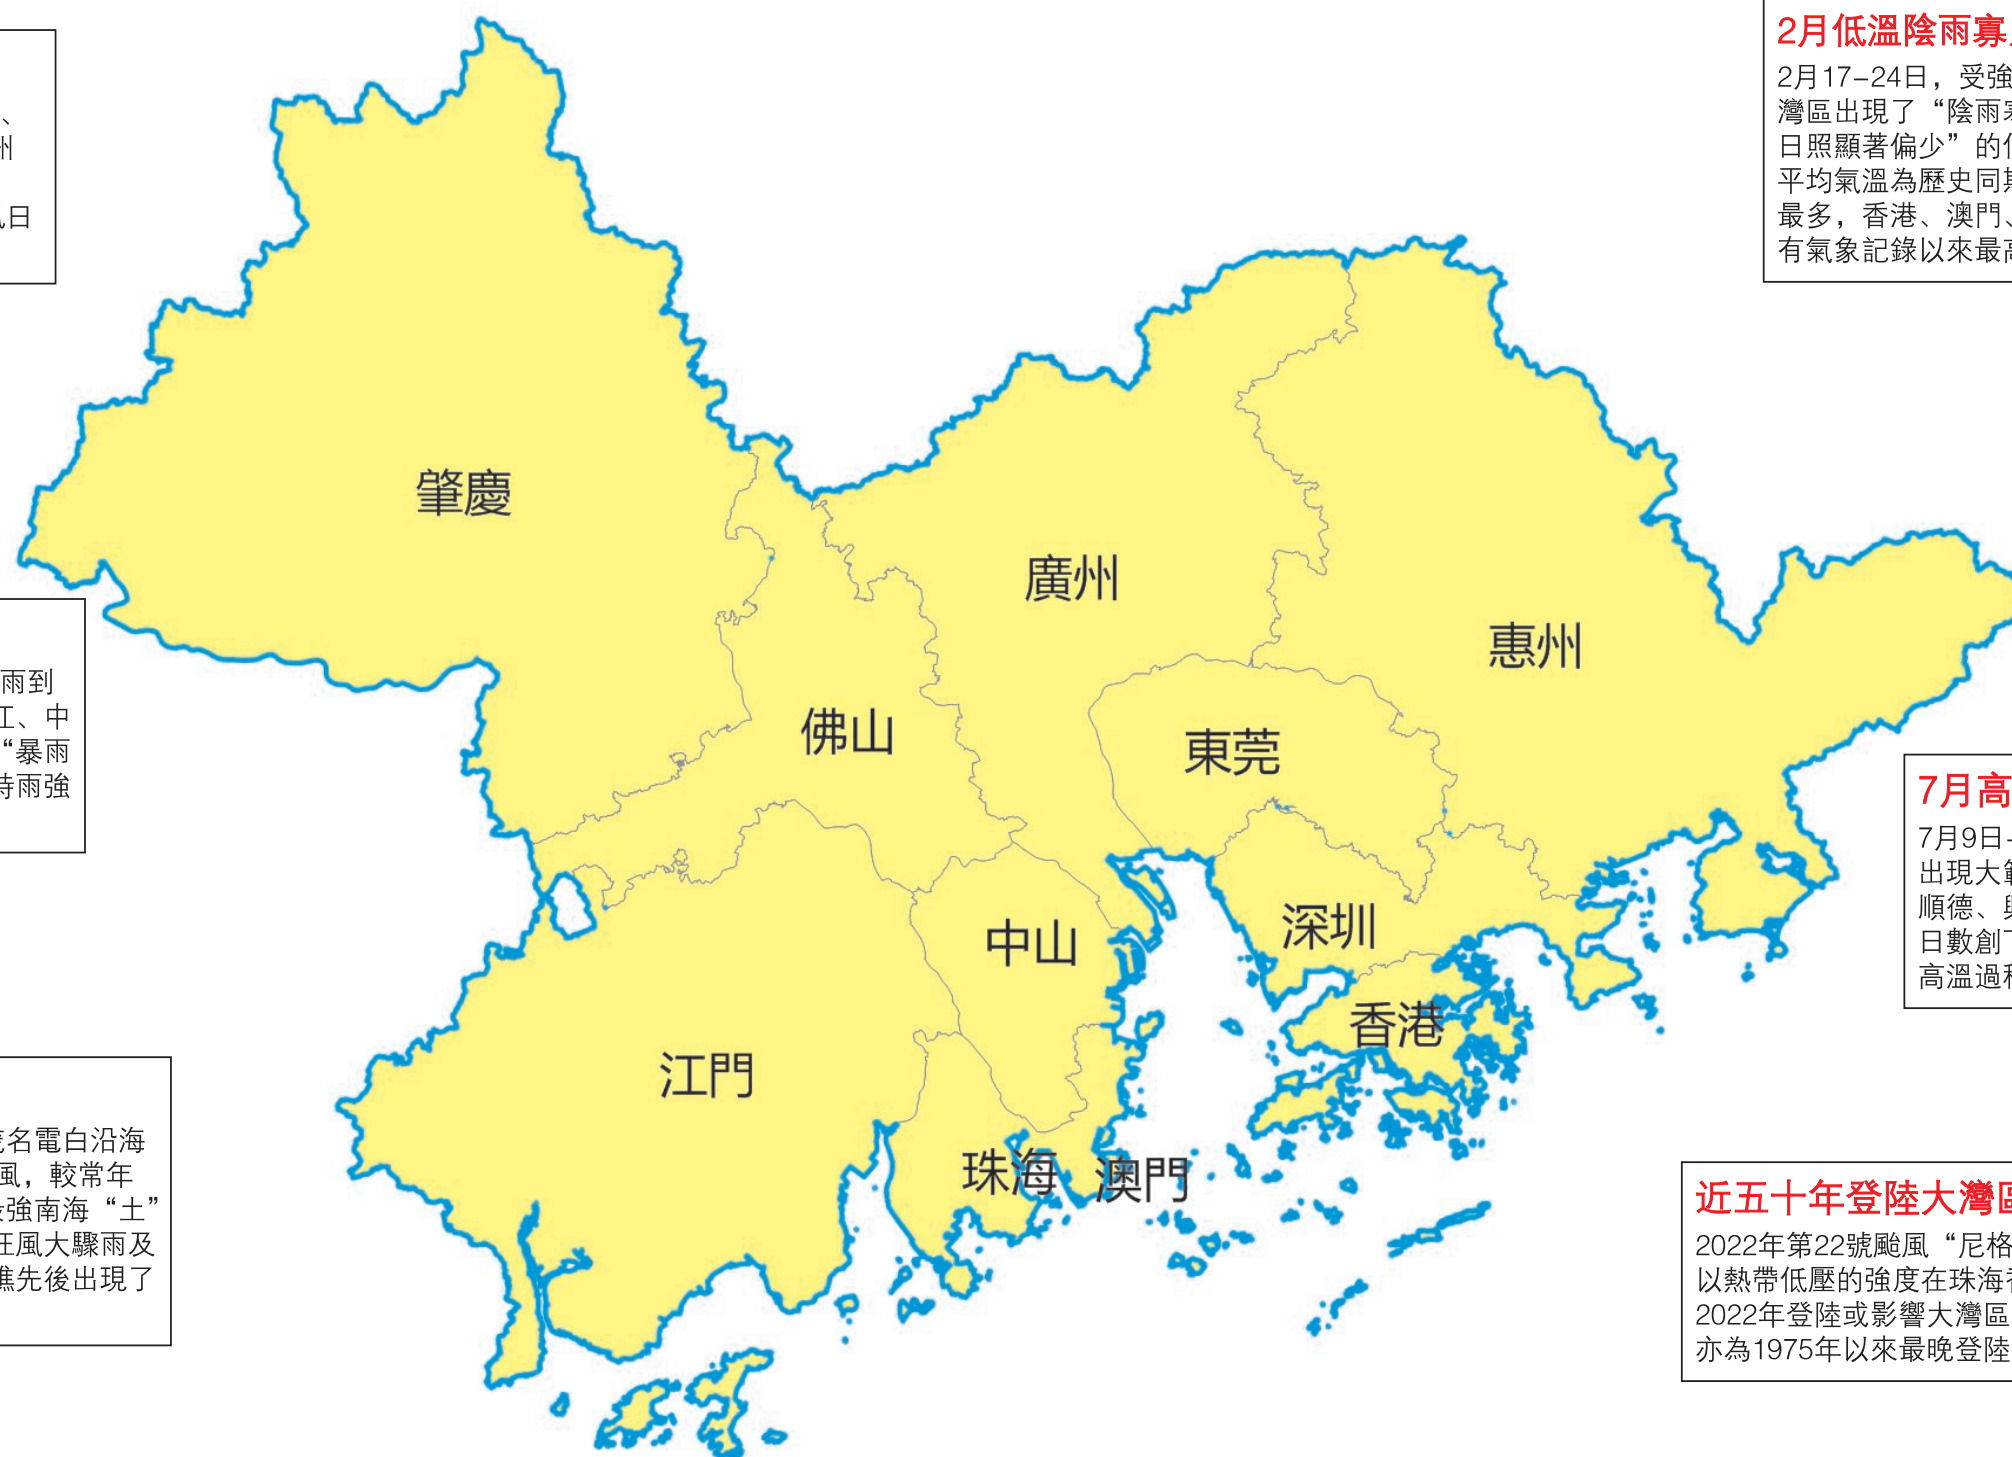 、
州
日
2月低溫陰雨寡
2月17-24日，受強
灣區出現了“陰雨寡
日照顯著偏少”的
平均氣溫為歷史同期
最多，香港、澳門、
有氣象記錄以來最高
肇慶
廣州
惠州
佛山
東莞
雨到
江、中
“暴雨
時雨強
7月高
7月9日-
出現大範
順德、
日數創
高溫過程
中山
深圳
香港
江門
珠海
澳門
茂名電白沿海
風，較常年
最強南海“土”
狂風大驟雨及
先後出現了
近五十年登陸大灣區
2022年第22號颱風“尼格
以熱帶低壓的強度在珠海香
2022年登陸或影響大灣區
亦為1975年以來最晚登陸